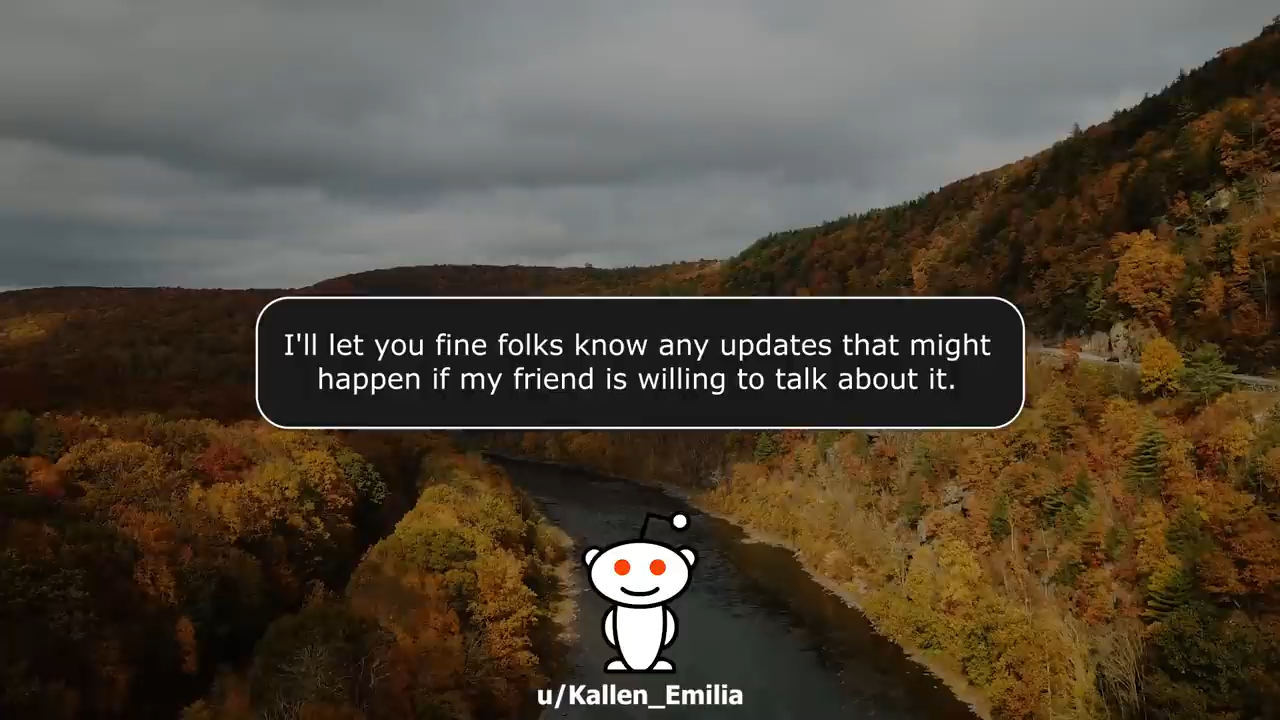 I'll let you fine folks know any updates that might
happen if my friend is willing to talk about it.
u/Kallen_Emilia